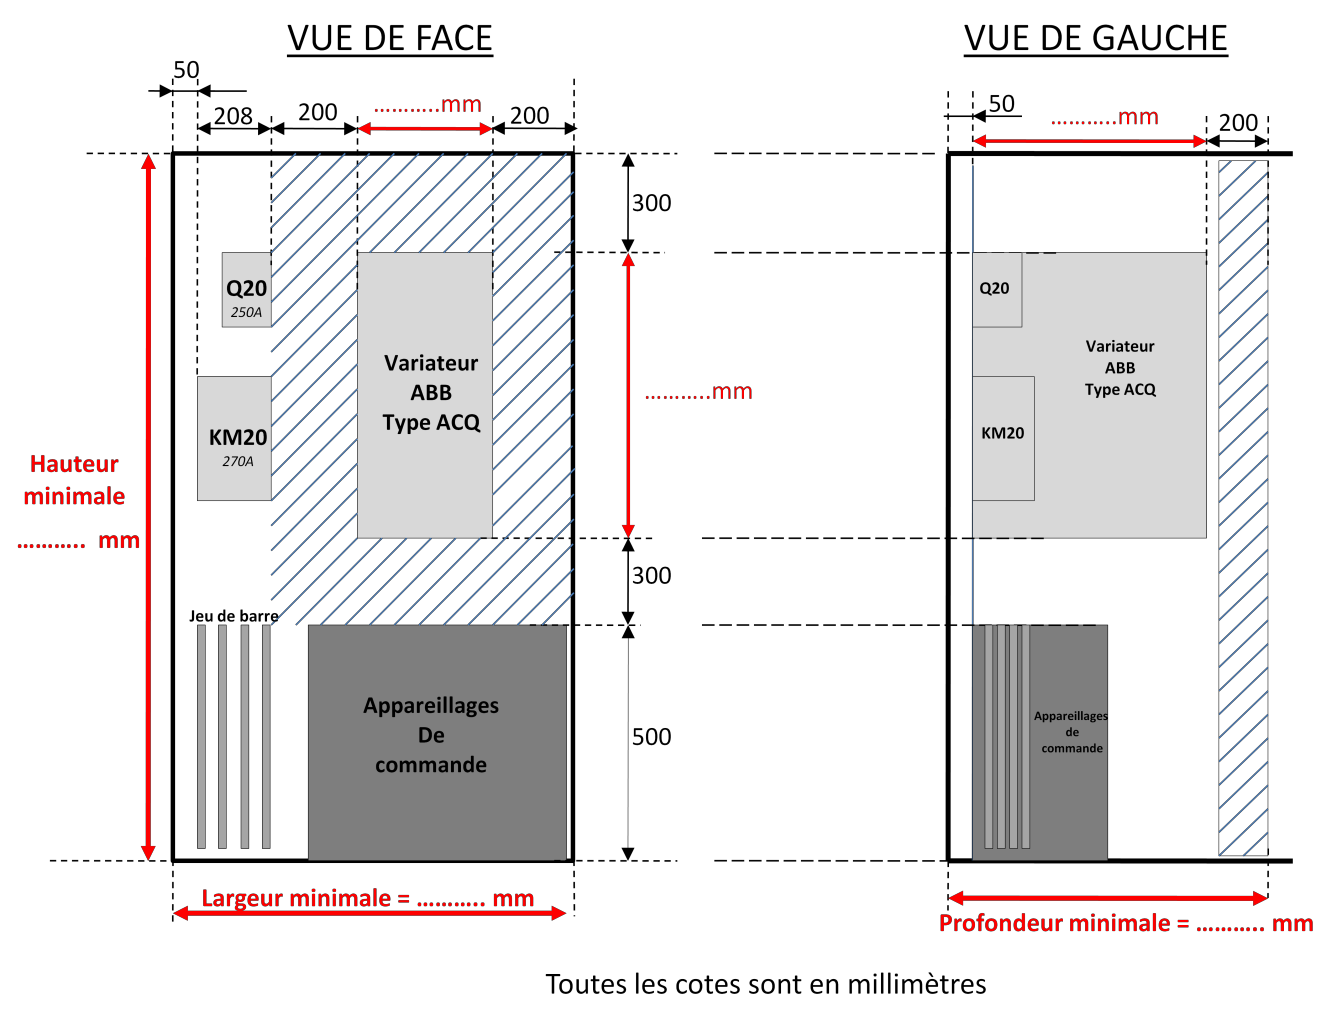 VUE DE FACE
VUE DE GAUCHE
50
208
200
………..mm
200
50
………..mm
200
300
Q20
250A
Variateur
ABB
Type ACQ
KM20
270A
………..mm
Hauteur
minimale
……….. mm
300
Jeu de barre
Appareillages
De
commande
500
Largeur minimale = ……….. mm
Q20
Variateur
ABB
Type ACQ
KM20
Appareillages
de
commande
Profondeur minimale = ……….. mm
Toutes les cotes sont en millimètres